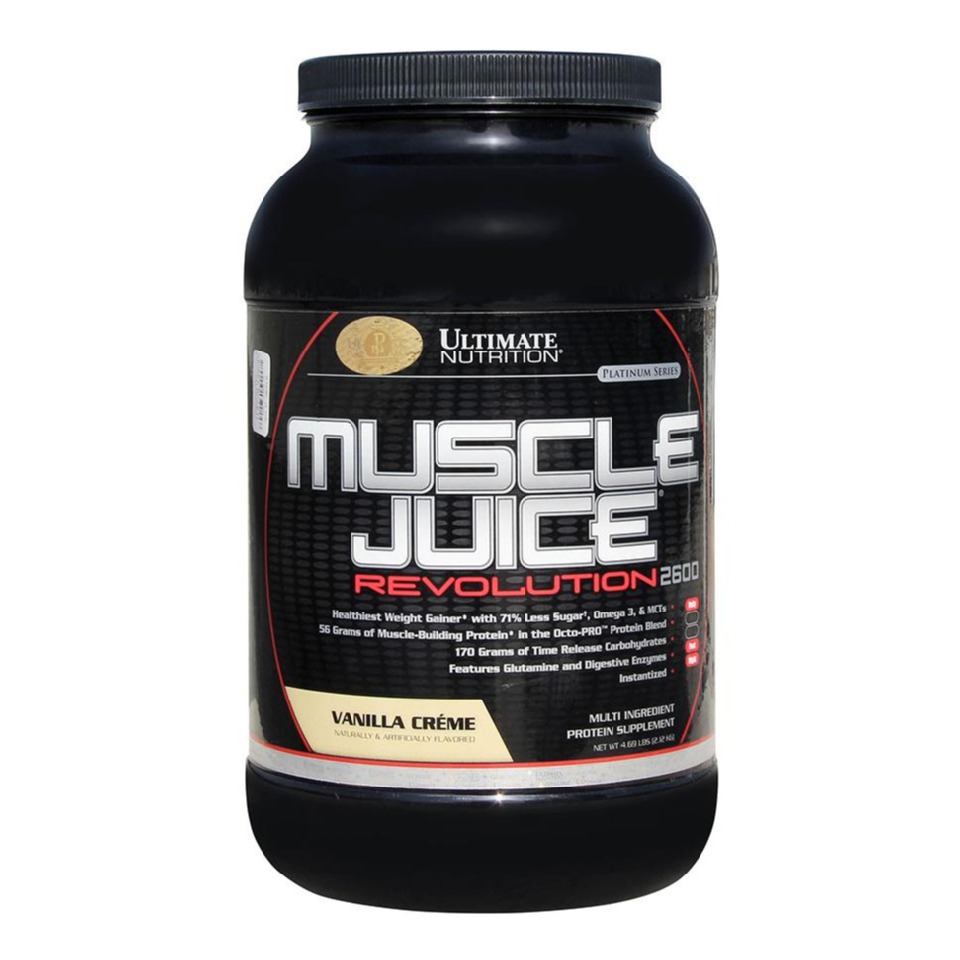 ULTIMATE
NUTRITION®
PLATINUM SERIES
MUSCLE
JUICE®
REVOLUTION 2600
Healthiest Weight Gainer* with 71% Less Sugar†, Omega 3, & MCTs
56 Grams of Muscle-Building Protein* in the Octo-PRO™ Protein Blend
170 Grams of Time Release Carbohydrates
Features Glutamine and Digestive Enzymes
Instantized
VANILLA CRÉME
NATURALLY & ARTIFICIALLY FLAVORED
MULTI INGREDIENT
PROTEIN SUPPLEMENT
NET WT 4.69 LBS (2.12 KG)